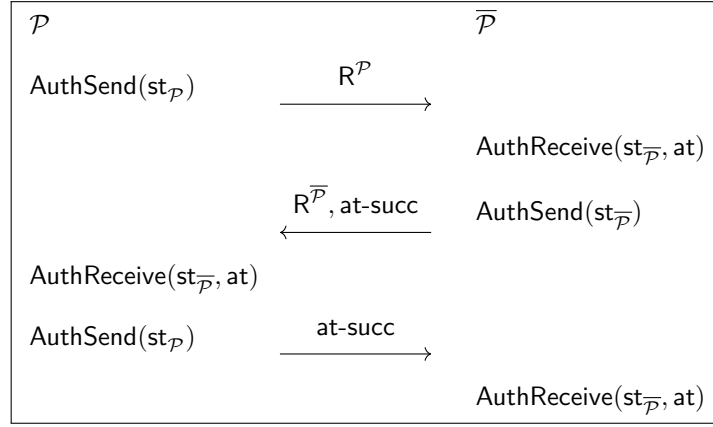 𝒫 𝒫̅
AuthSend(st_𝒫) R^𝒫
AuthReceive(st_𝒫̅, at)
R^𝒫̅, at-succ AuthSend(st_𝒫̅)
AuthReceive(st_𝒫̅, at)
AuthSend(st_𝒫) at-succ
AuthReceive(st_𝒫̅, at)